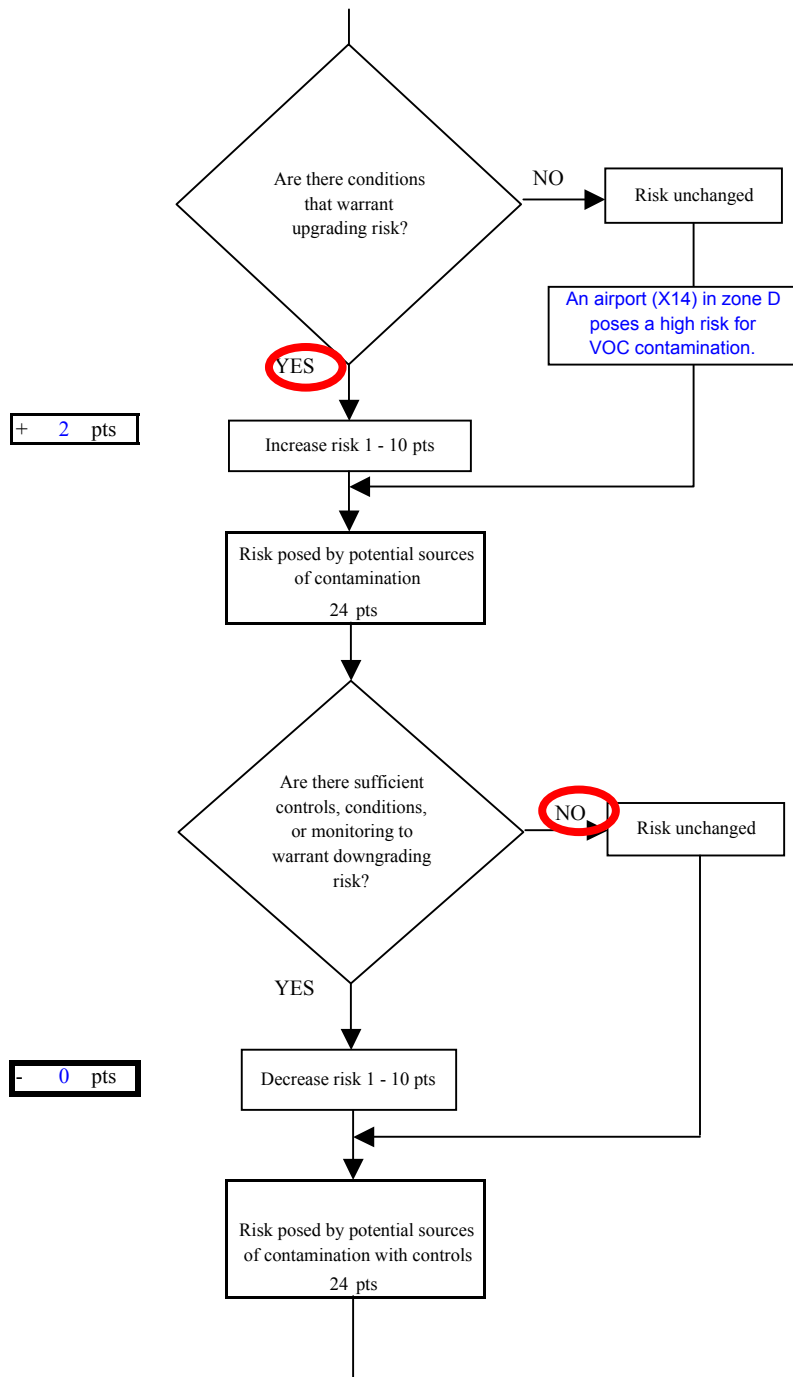 Are there conditions
that warrant
upgrading risk?
NO
Risk unchanged
An airport (X14) in zone D
poses a high risk for
VOC contamination.
YES
+ 2 pts
Increase risk 1 - 10 pts
Risk posed by potential sources
of contamination
24 pts
Are there sufficient
controls, conditions,
or monitoring to
warrant downgrading
risk?
NO
Risk unchanged
YES
- 0 pts
Decrease risk 1 - 10 pts
Risk posed by potential sources
of contamination with controls
24 pts